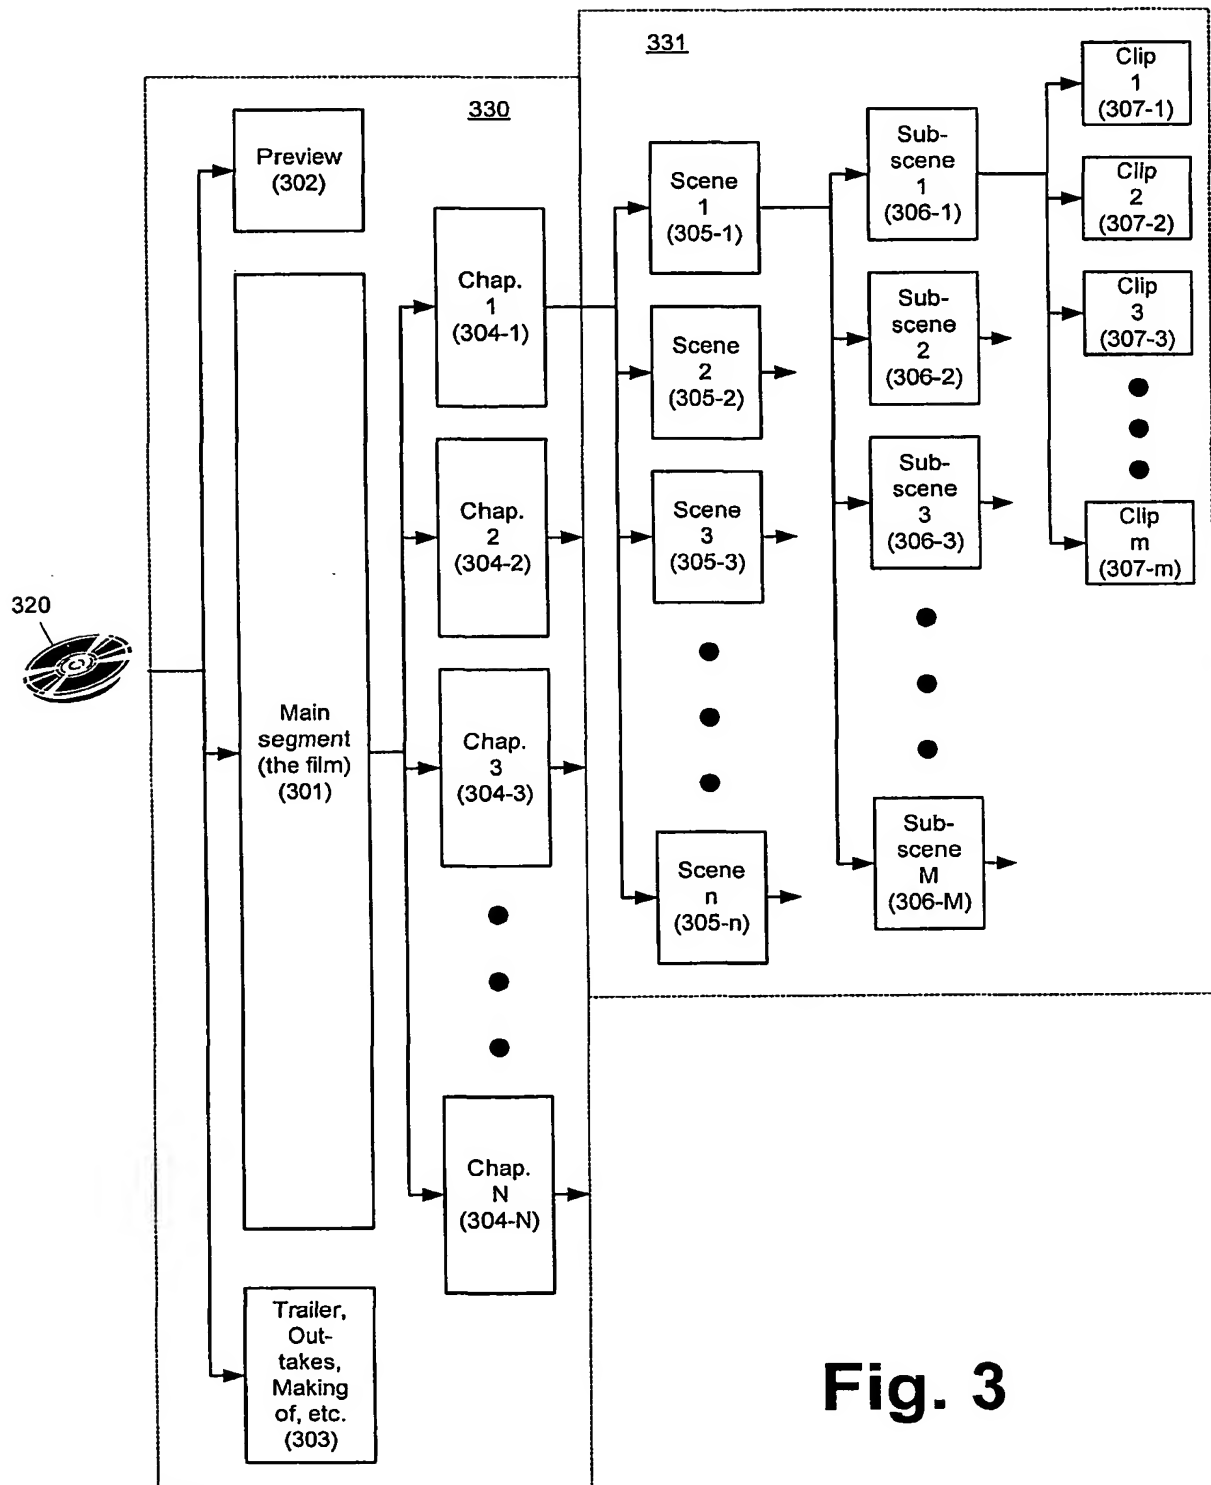 331
330
320
Preview
(302)
Main
segment
(the film)
(301)
Trailer,
Out-
takes,
Making
of, etc.
(303)
Chap.
1
(304-1)
Chap.
2
(304-2)
Chap.
3
(304-3)
Chap.
N
(304-N)
Scene
1
(305-1)
Scene
2
(305-2)
Scene
3
(305-3)
Scene
n
(305-n)
Sub-
scene
1
(306-1)
Sub-
scene
2
(306-2)
Sub-
scene
3
(306-3)
Sub-
scene
M
(306-M)
Clip
1
(307-1)
Clip
2
(307-2)
Clip
3
(307-3)
Clip
m
(307-m)
Fig. 3